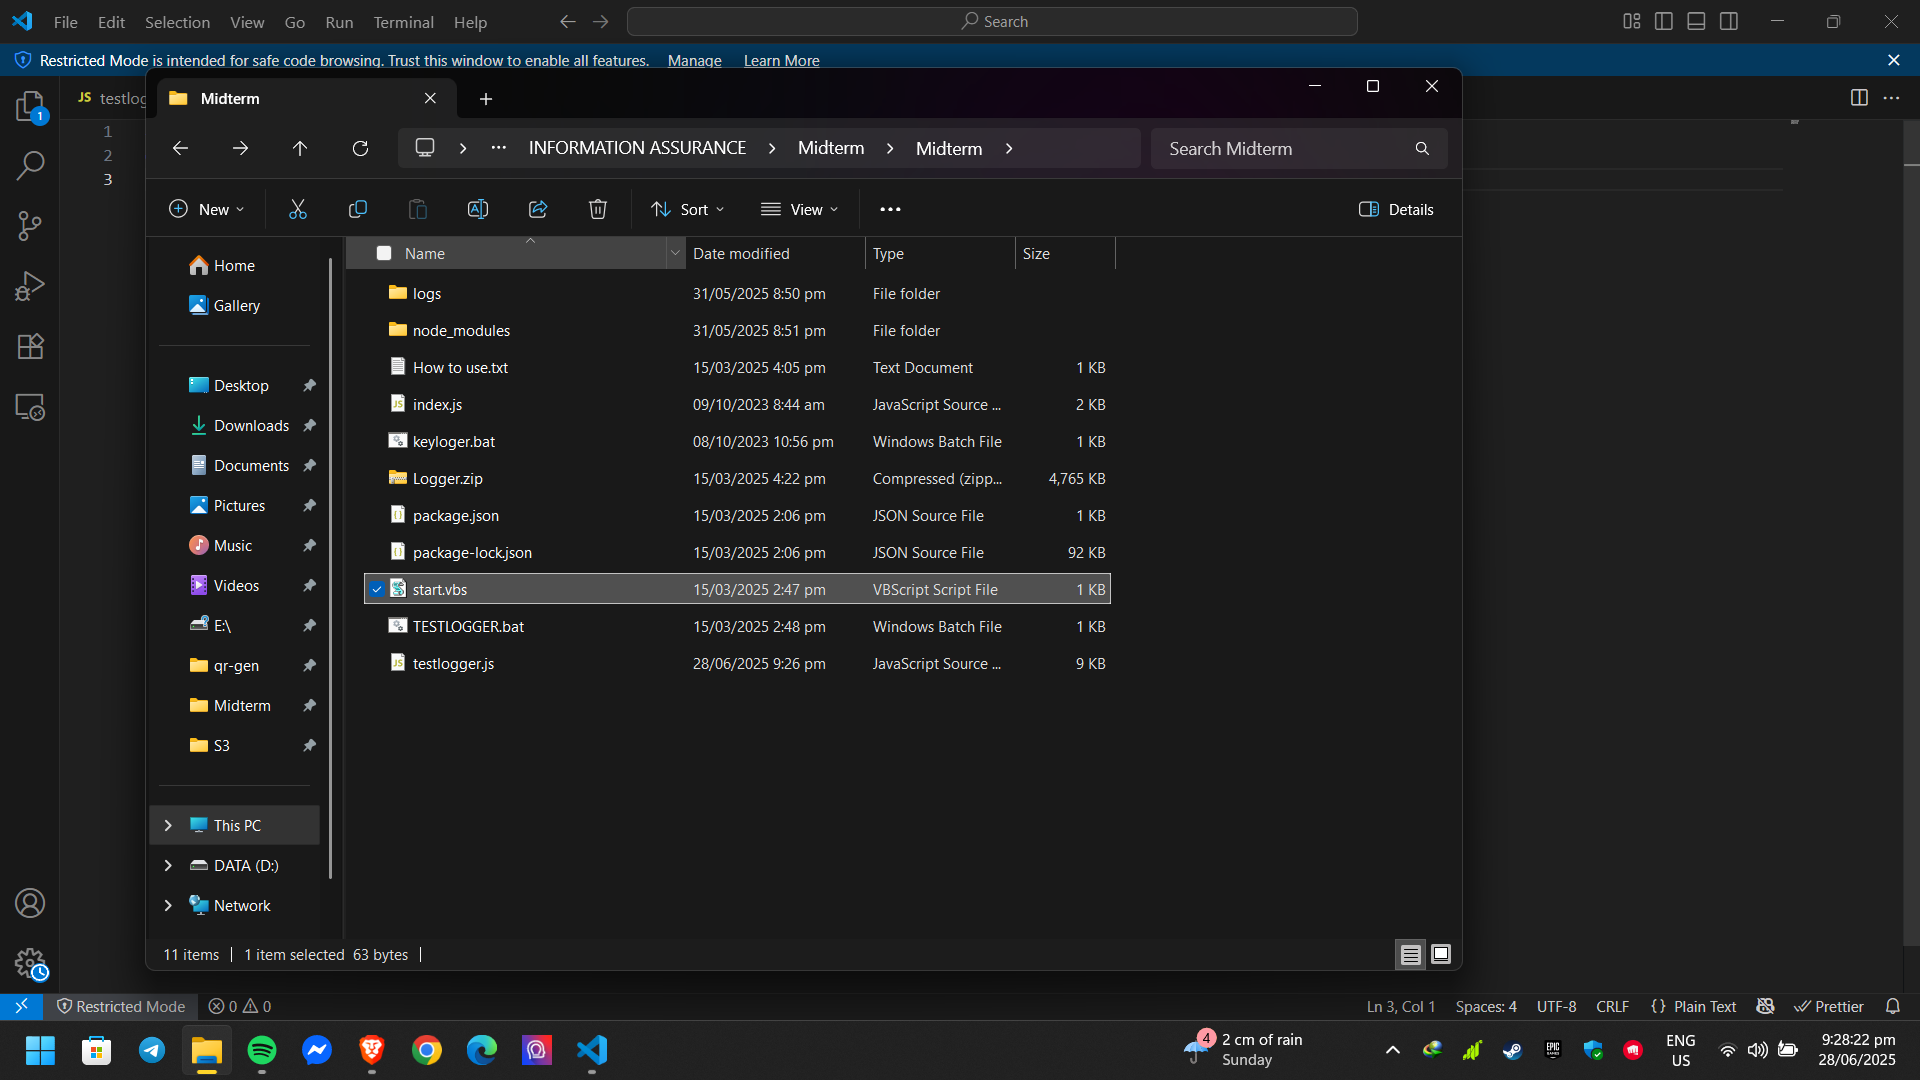 File Edit Selection View Go Run Terminal Help
Search
Restricted Mode is intended for safe code browsing. Trust this window to enable all features. Manage Learn More
1
JS testlog
Midterm
1
2
3
INFORMATION ASSURANCE Midterm Midterm
Search Midterm
New
Sort
View
Details
Name Date modified Type Size
Home
Gallery
Desktop
Downloads
Documents
Pictures
Music
Videos
E:\
qr-gen
Midterm
S3
This PC
DATA (D:)
Network
logs 31/05/2025 8:50 pm File folder
node_modules 31/05/2025 8:51 pm File folder
How to use.txt 15/03/2025 4:05 pm Text Document 1 KB
index.js 09/10/2023 8:44 am JavaScript Source ... 2 KB
keyloger.bat 08/10/2023 10:56 pm Windows Batch File 1 KB
Logger.zip 15/03/2025 4:22 pm Compressed (zipp... 4,765 KB
package.json 15/03/2025 2:06 pm JSON Source File 1 KB
package-lock.json 15/03/2025 2:06 pm JSON Source File 92 KB
start.vbs 15/03/2025 2:47 pm VBScript Script File 1 KB
TESTLOGGER.bat 15/03/2025 2:48 pm Windows Batch File 1 KB
testlogger.js 28/06/2025 9:26 pm JavaScript Source ... 9 KB
11 items 1 item selected 63 bytes
Restricted Mode 0 0
Ln 3, Col 1 Spaces: 4 UTF-8 CRLF {} Plain Text Prettier
4
2 cm of rain
Sunday
EPIC
GAMES
ENG
US
9:28:22 pm
28/06/2025